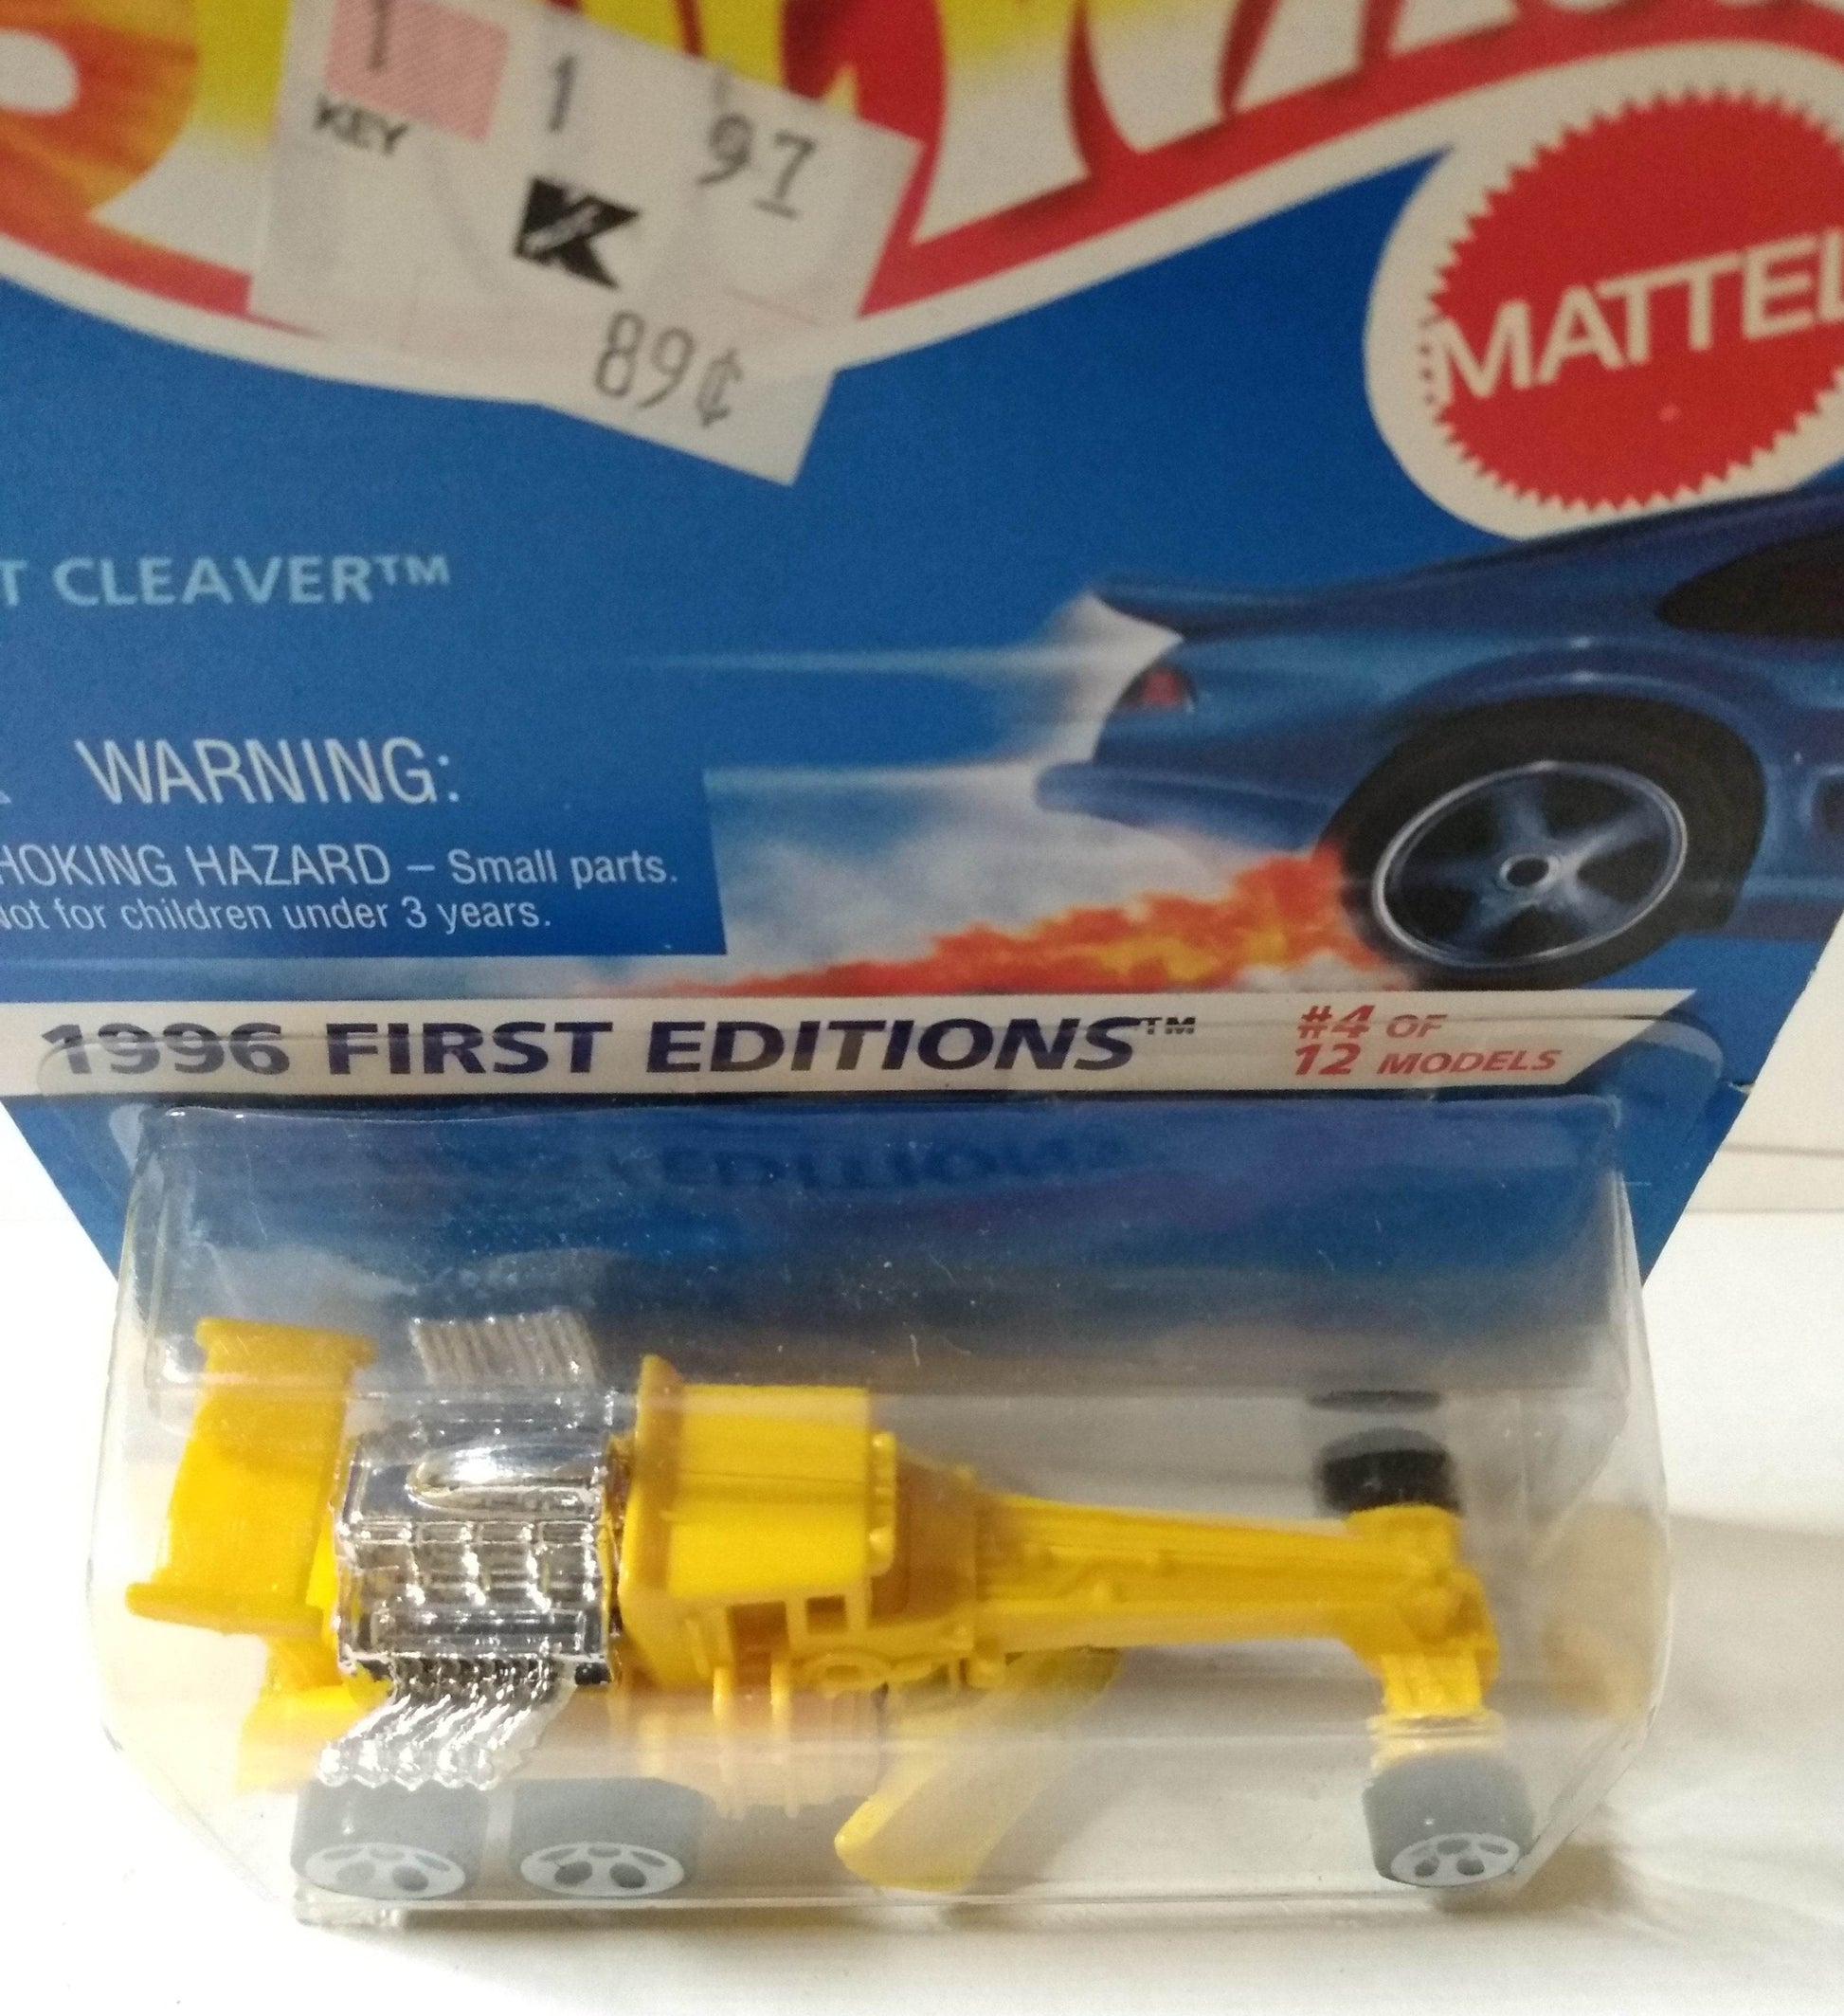 1 1 97
KEY
K
89¢
MATTEL
T CLEAVER™
WARNING:
HOKING HAZARD – Small parts.
Not for children under 3 years.
1996 FIRST EDITIONS™
#4 OF
12 MODELS